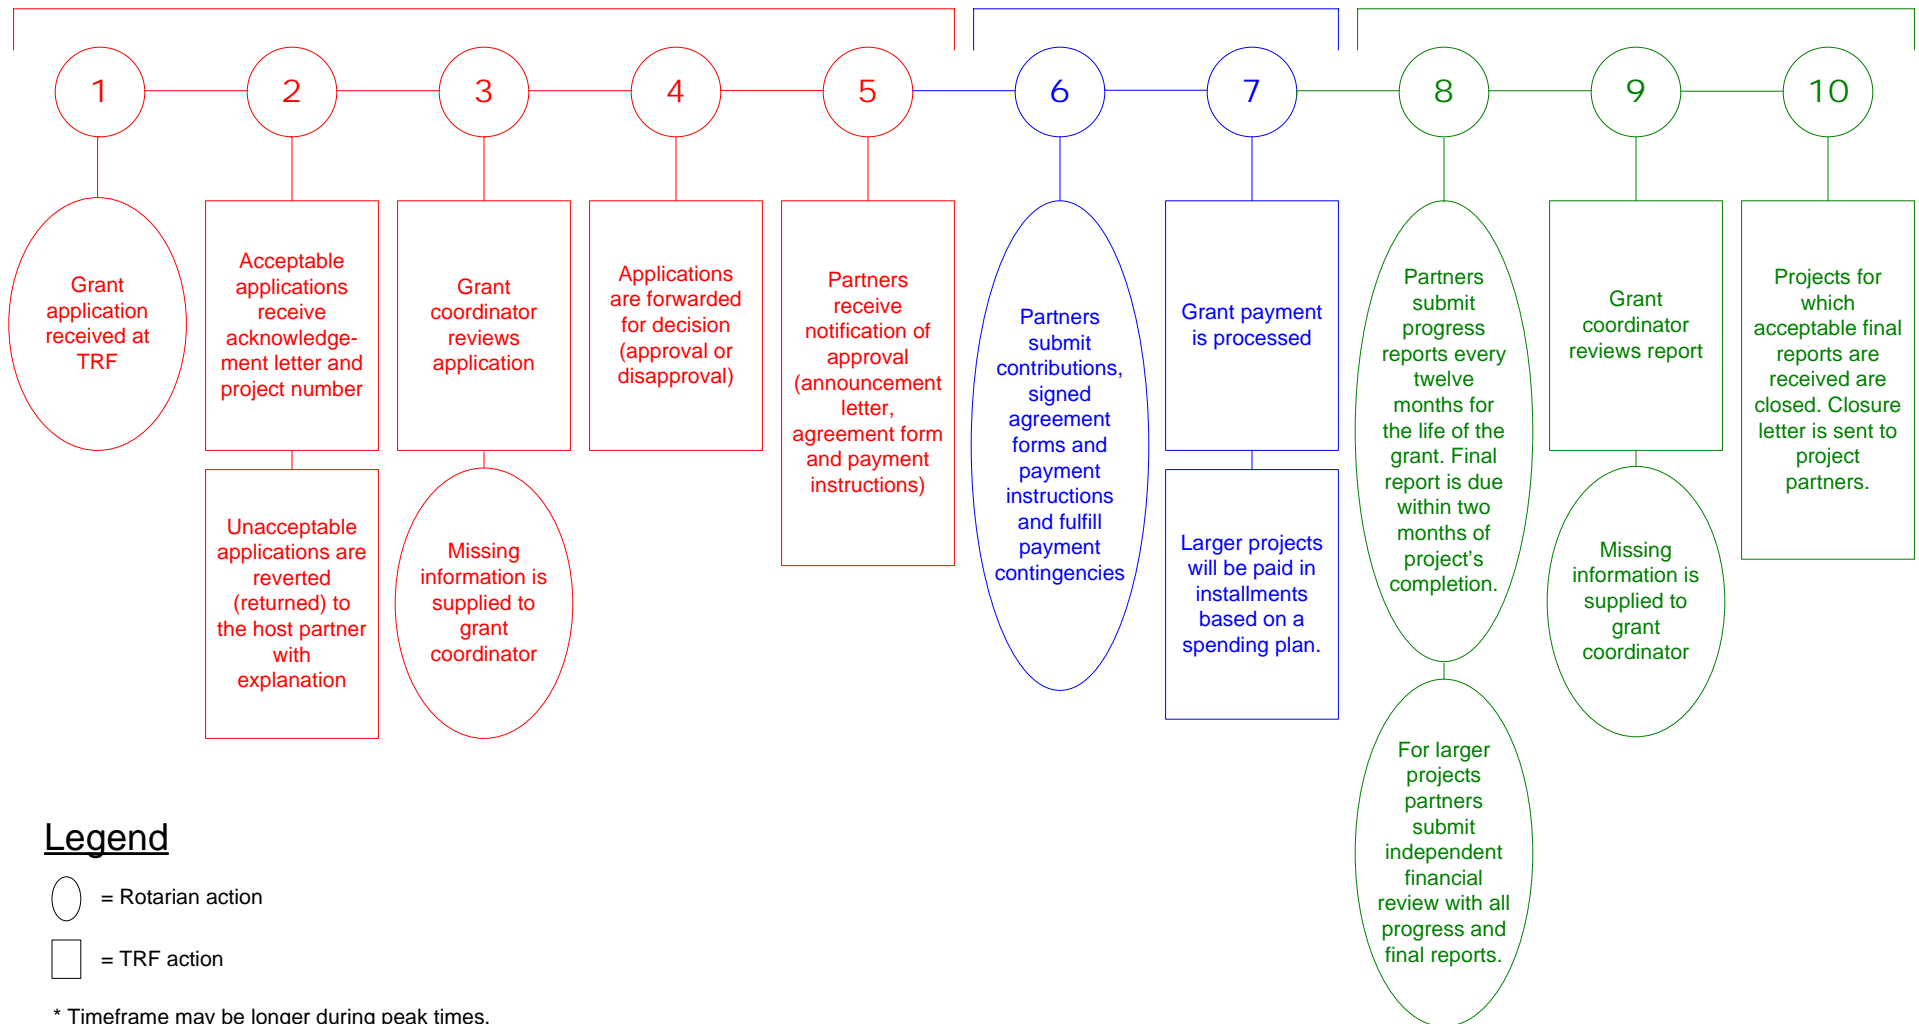 1
2
3
4
5
6
7
8
9
10
Grant
application
received at
TRF
Acceptable
applications
receive
acknowledge-
ment letter and
project number
Unacceptable
applications are
reverted
(returned) to
the host partner
with
explanation
Grant
coordinator
reviews
application
Missing
information is
supplied to
grant
coordinator
Applications
are forwarded
for decision
(approval or
disapproval)
Partners
receive
notification of
approval
(announcement
letter,
agreement form
and payment
instructions)
Partners
submit
contributions,
signed
agreement
forms and
payment
instructions
and fulfill
payment
contingencies
Grant payment
is processed
Larger projects
will be paid in
installments
based on a
spending plan.
Partners
submit
progress
reports every
twelve
months for
the life of the
grant. Final
report is due
within two
months of
project’s
completion.
For larger
projects
partners
submit
independent
financial
review with all
progress and
final reports.
Grant
coordinator
reviews report
Missing
information is
supplied to
grant
coordinator
Projects for
which
acceptable final
reports are
received are
closed. Closure
letter is sent to
project
partners.
Legend
= Rotarian action
= TRF action
* Timeframe may be longer during peak times.